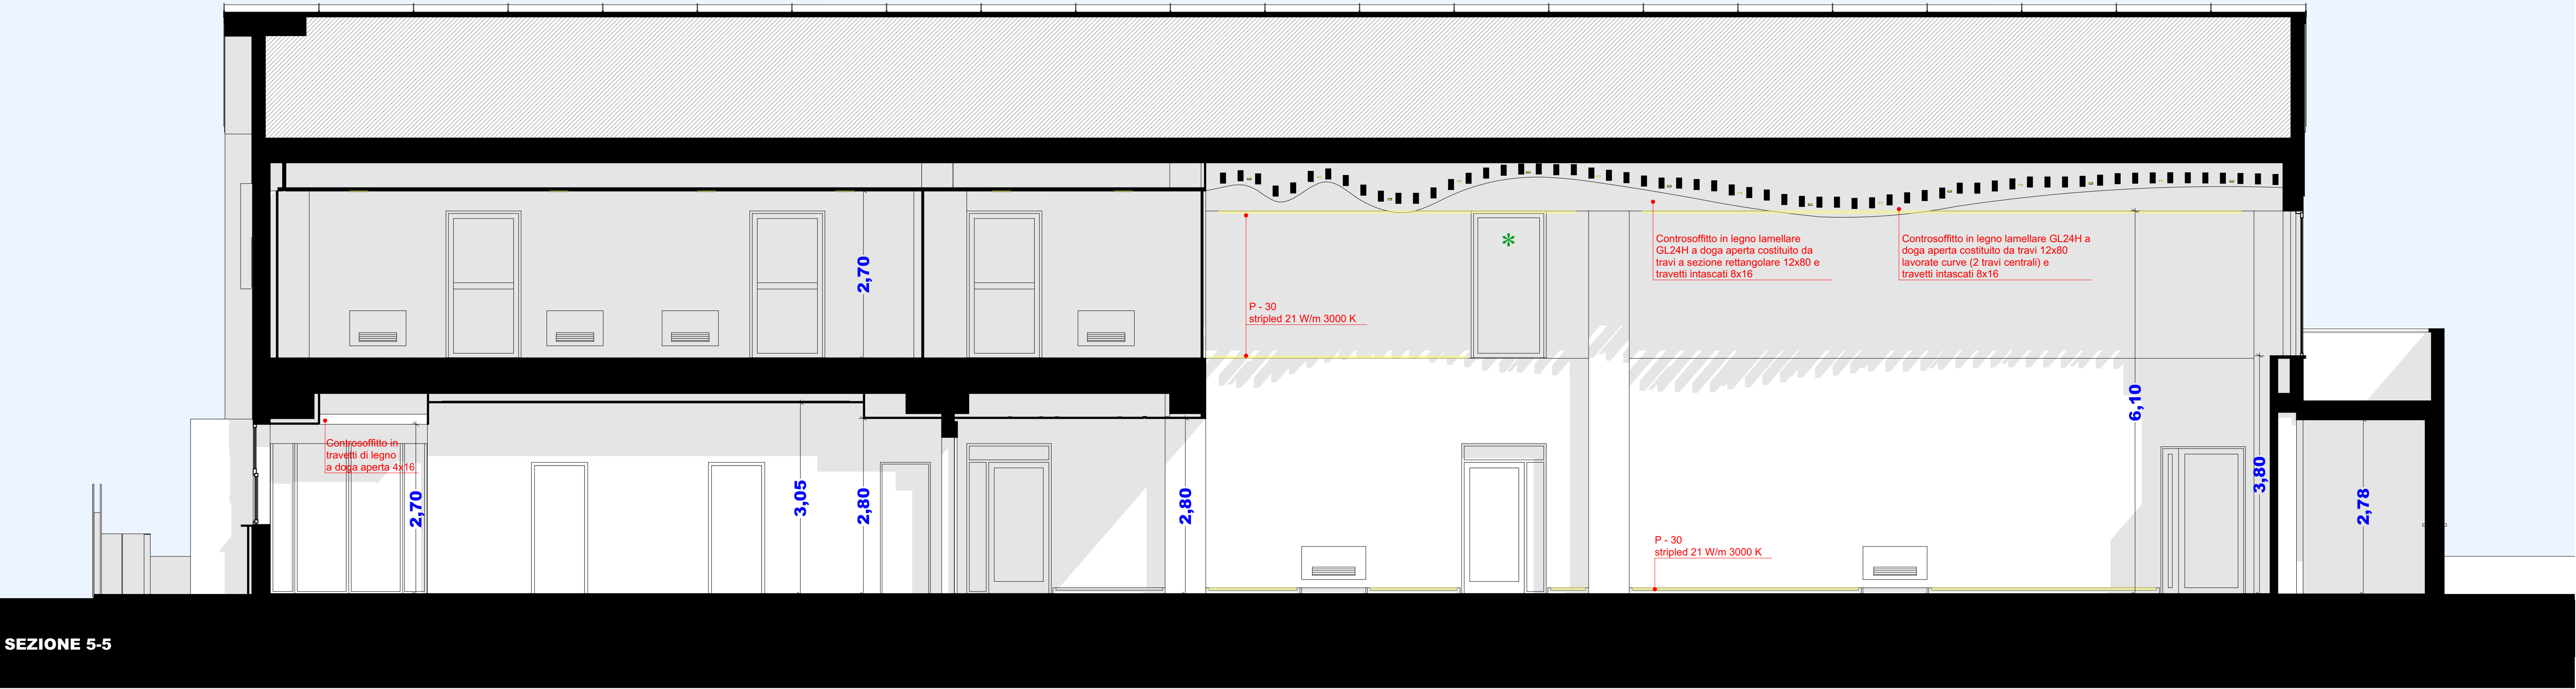 2,70
*
Controsoffitto in legno lamellare
GL24H a doga aperta costituito da
travi a sezione rettangolare 12x80 e
travetti intascati 8x16
Controsoffitto in legno lamellare GL24H a
doga aperta costituito da travi 12x80
lavorate curve (2 travi centrali) e
travetti intascati 8x16
P - 30
stripled 21 W/m 3000 K
6,10
Controsoffitto in
travetti di legno
a doga aperta 4x16
2,70
3,05
2,80
2,80
3,80
2,78
P - 30
stripled 21 W/m 3000 K
SEZIONE 5-5